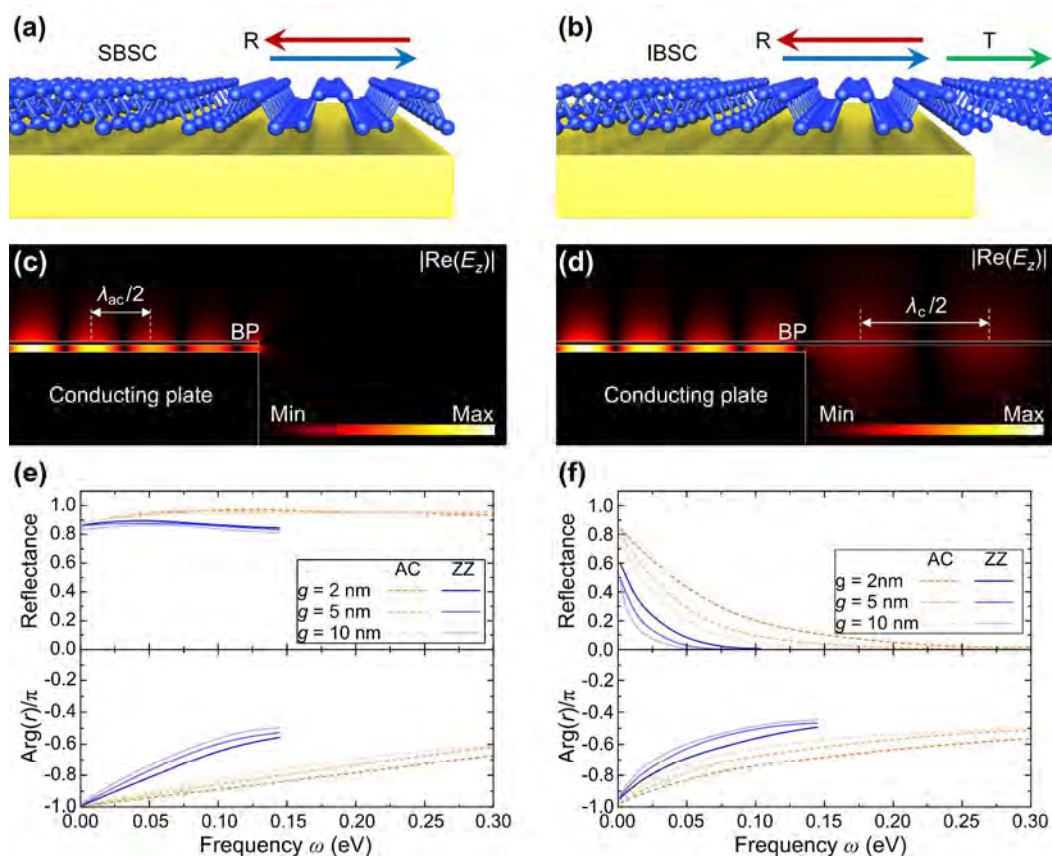 (a)
SBSC
R
(b)
IBSC
R
T
(c)
|Re(E_z)|
λ_ac/2
BP
Conducting plate
Min
Max
(d)
|Re(E_z)|
λ_c/2
BP
Conducting plate
Min
Max
(e)
Reflectance
1.0
0.8
0.6
0.4
0.2
0.0
AC ZZ
g = 2 nm
g = 5 nm
g = 10 nm
Arg(r)/π
-0.2
-0.4
-0.6
-0.8
-1.0
0.00 0.05 0.10 0.15 0.20 0.25 0.30
Frequency ω (eV)
(f)
Reflectance
1.0
0.8
0.6
0.4
0.2
0.0
AC ZZ
g = 2nm
g = 5 nm
g = 10 nm
Arg(r)/π
-0.2
-0.4
-0.6
-0.8
-1.0
0.00 0.05 0.10 0.15 0.20 0.25 0.30
Frequency ω (eV)